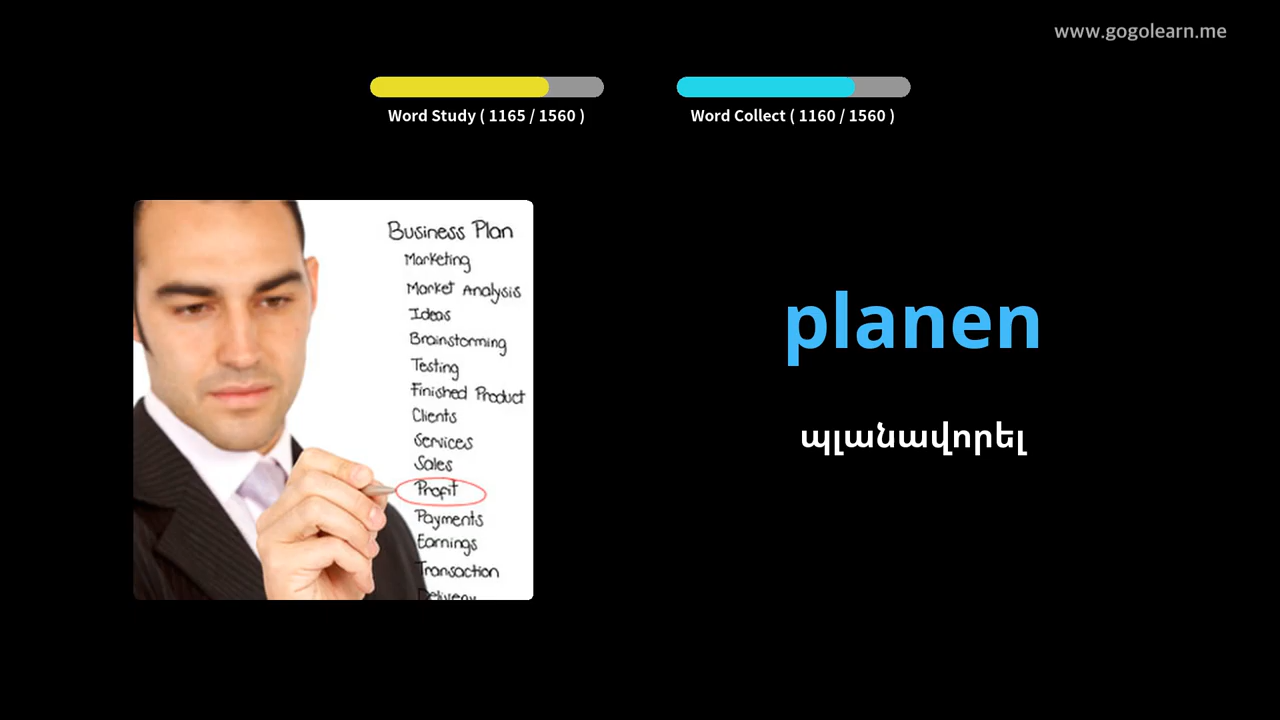 www.gogolearn.me
Word Study ( 1165 / 1560 )
Word Collect ( 1160 / 1560 )
Business Plan
Marketing
Market Analysis
Ideas
Brainstorming
Testing
Finished Product
Clients
Services
Sales
Profit
Payments
Earnings
Transaction
Delivery
planen
պլանավորել